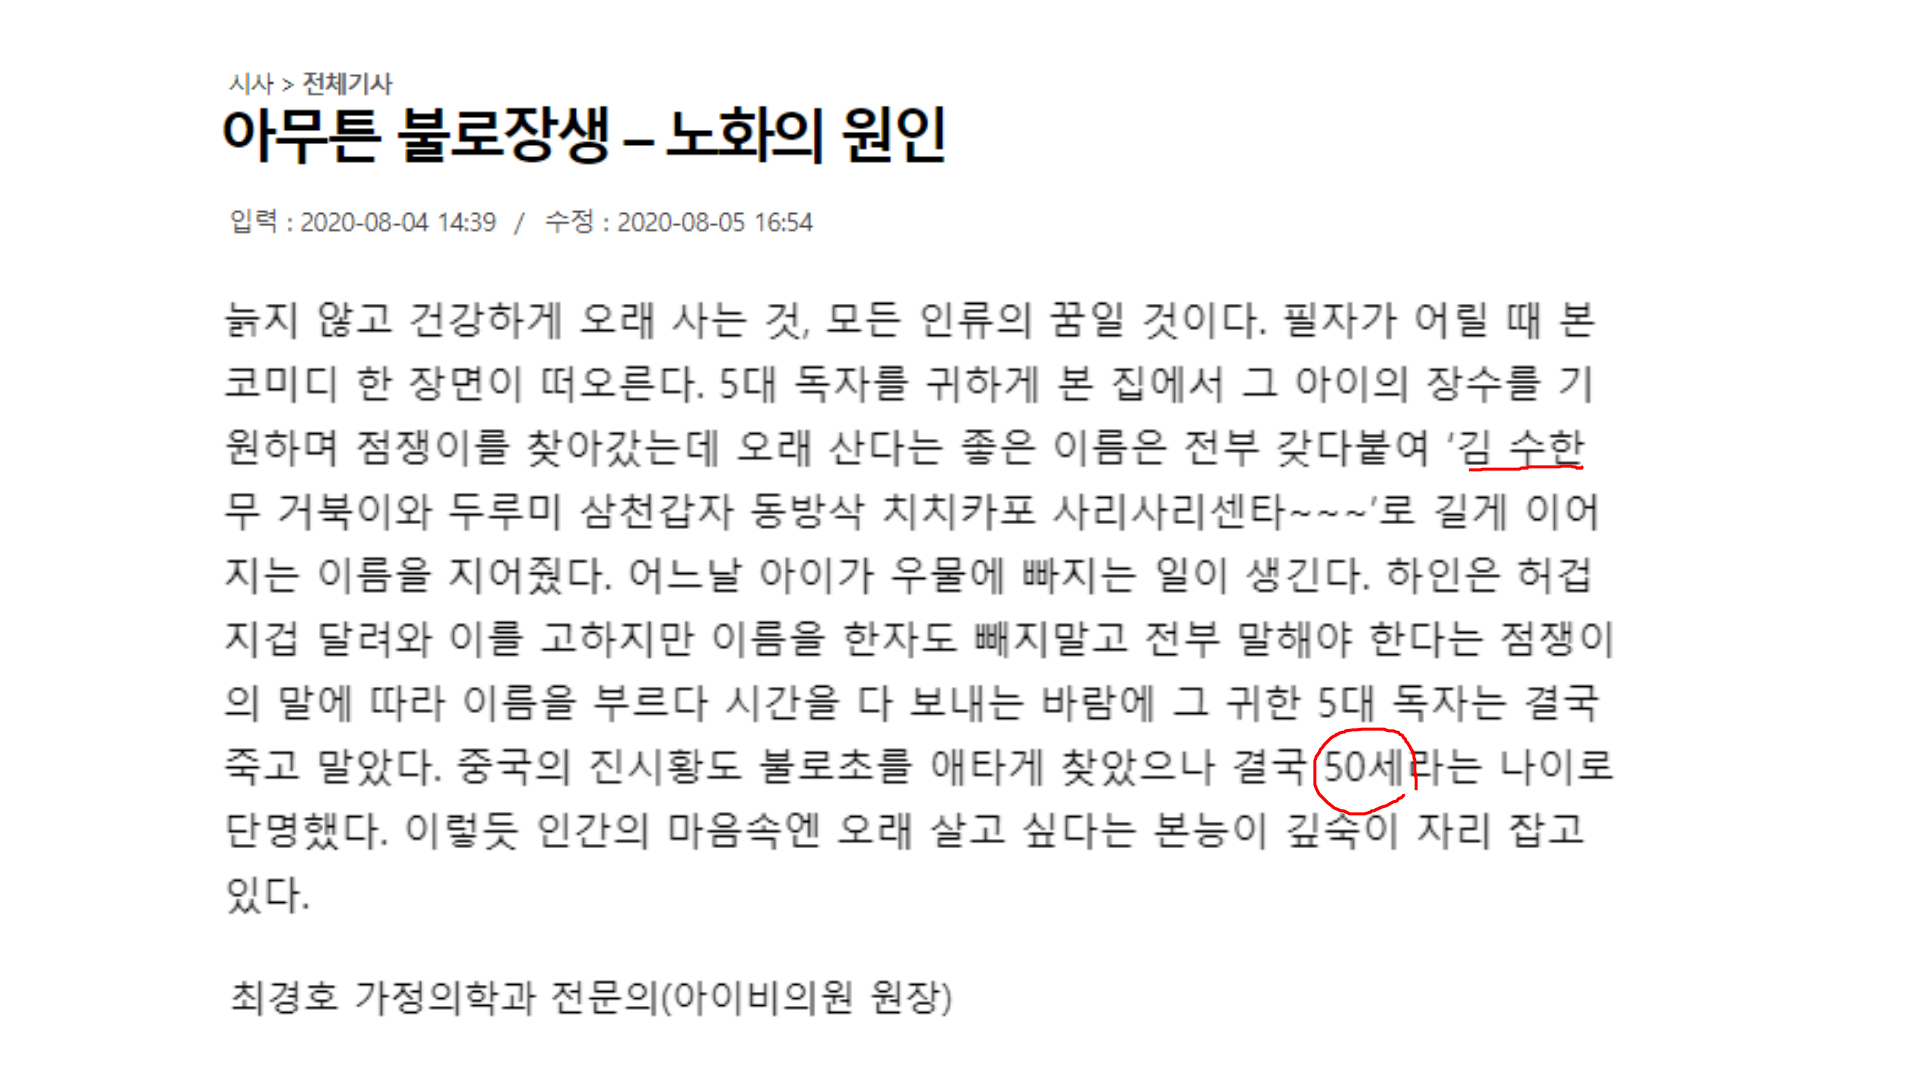 시사 > 전체기사
아무튼 불로장생 – 노화의 원인
입력 : 2020-08-04 14:39 / 수정 : 2020-08-05 16:54
늙지 않고 건강하게 오래 사는 것, 모든 인류의 꿈일 것이다. 필자가 어릴 때 본
코미디 한 장면이 떠오른다. 5대 독자를 귀하게 본 집에서 그 아이의 장수를 기
원하며 점쟁이를 찾아갔는데 오래 산다는 좋은 이름은 전부 갖다붙여 '김 수한
무 거북이와 두루미 삼천갑자 동방삭 치치카포 사리사리센타~~~'로 길게 이어
지는 이름을 지어줬다. 어느날 아이가 우물에 빠지는 일이 생긴다. 하인은 허겁
지겁 달려와 이를 고하지만 이름을 한자도 빼지말고 전부 말해야 한다는 점쟁이
의 말에 따라 이름을 부르다 시간을 다 보내는 바람에 그 귀한 5대 독자는 결국
죽고 말았다. 중국의 진시황도 불로초를 애타게 찾았으나 결국 50세라는 나이로
단명했다. 이렇듯 인간의 마음속엔 오래 살고 싶다는 본능이 깊숙이 자리 잡고
있다.
최경호 가정의학과 전문의(아이비의원 원장)